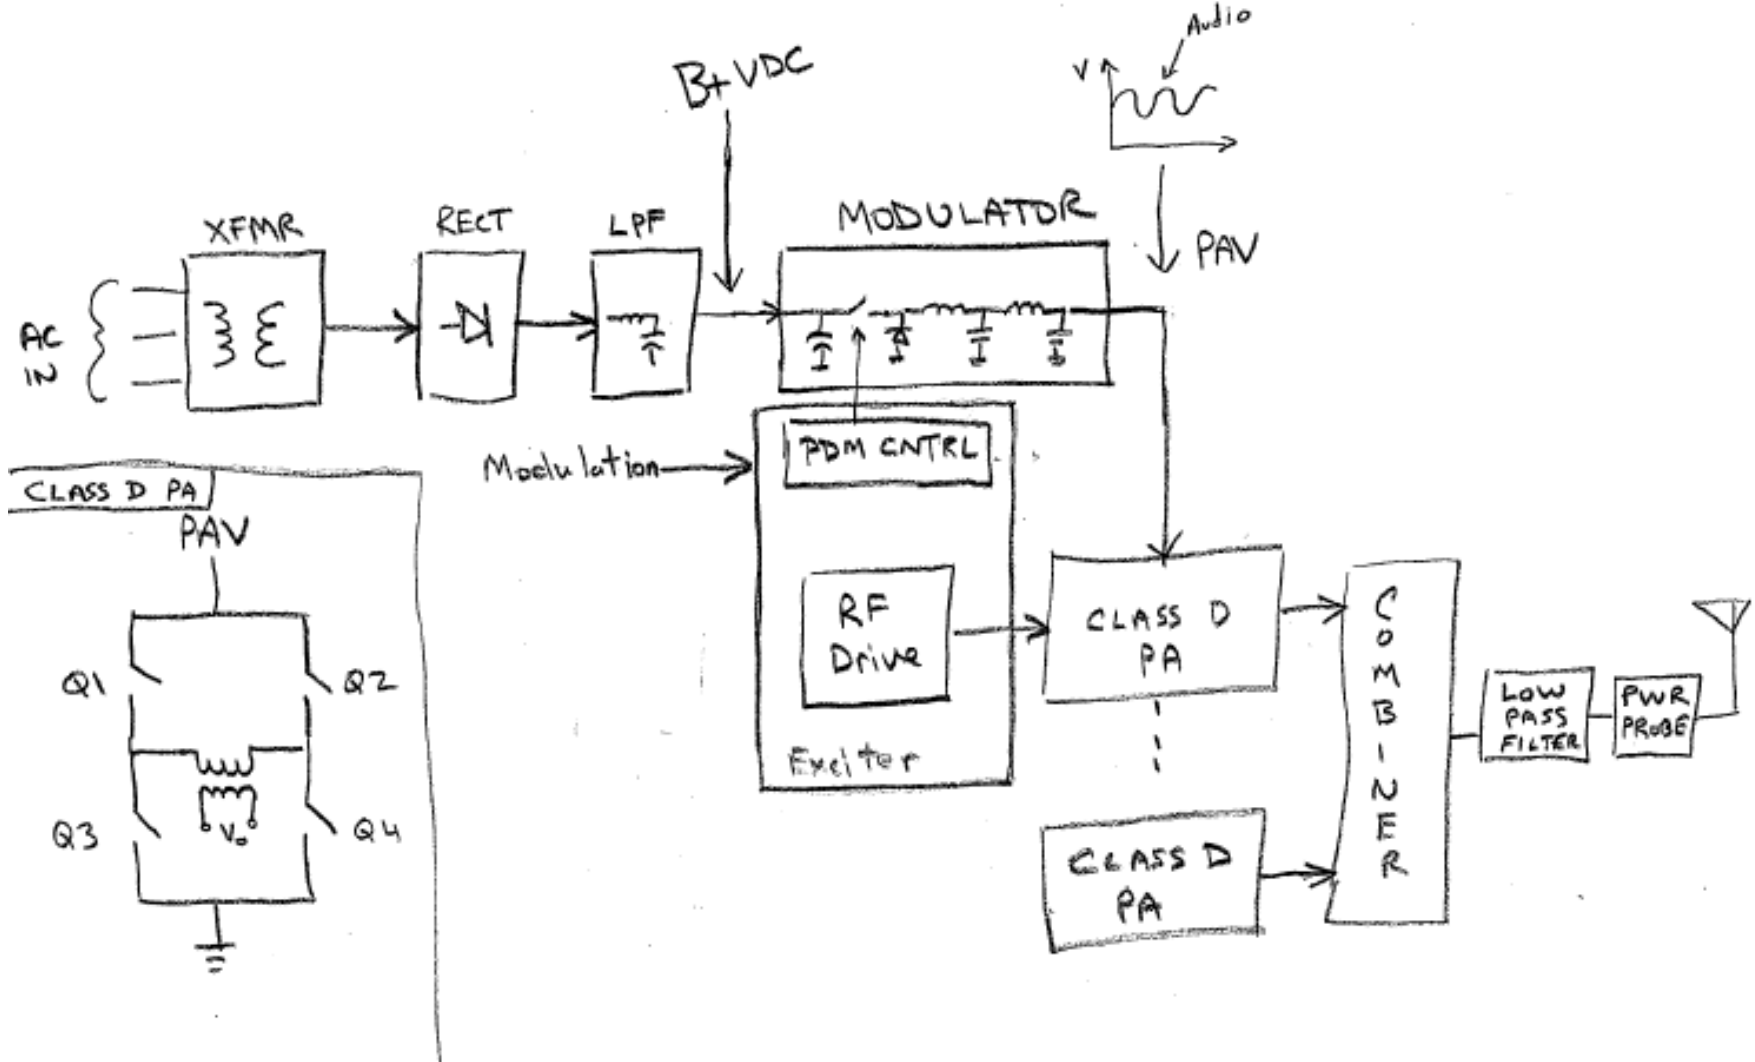 Audio
V
B+ VDC
XFMR
RECT
LPF
MODULATOR
PAV
AC
IN
PDM CNTRL
Modulation
CLASS D PA
PAV
Q1
Q2
Q3
Q4
Vo
RF
Drive
Exciter
CLASS D
PA
CLASS D
PA
COMBINER
LOW
PASS
FILTER
PWR
PROBE